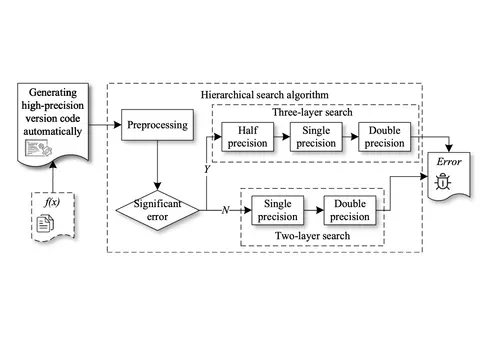 Generating
high-precision
version code
automatically
f(x)
Hierarchical search algorithm
Preprocessing
Significant
error
Y
N
Three-layer search
Half
precision
Single
precision
Double
precision
Single
precision
Double
precision
Two-layer search
Error